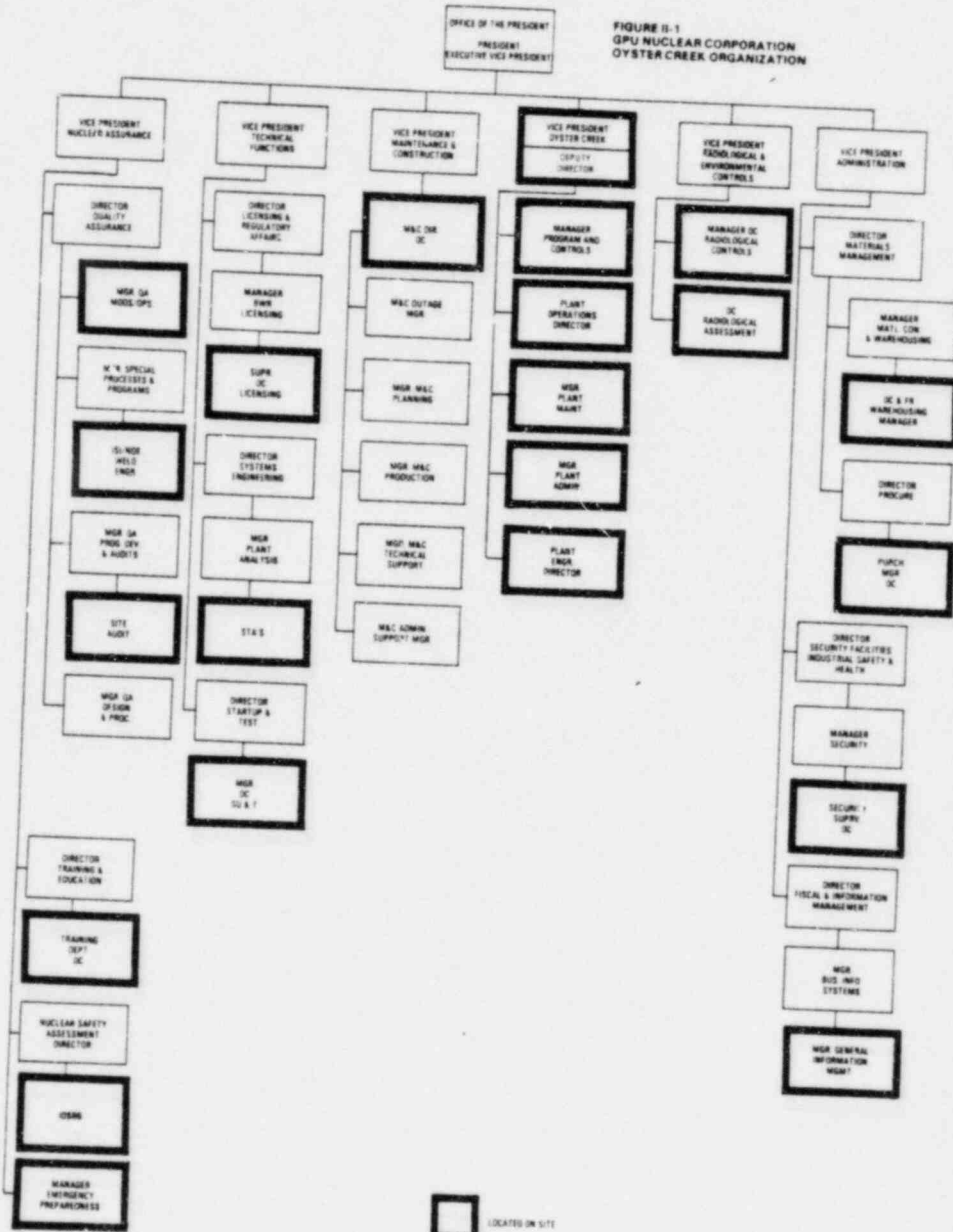 OFFICE OF THE PRESIDENT
PRESIDENT
EXECUTIVE VICE PRESIDENT
FIGURE II-1
GPU NUCLEAR CORPORATION
OYSTER CREEK ORGANIZATION
VICE PRESIDENT
NUCLEAR ASSURANCE
DIRECTOR
QUALITY
ASSURANCE
MGR QA
MODS/OPS
SPECIAL
PROCESSES &
PROGRAMS
WELD
ENGR
MGR QA
PROG DEV
& AUDITS
SITE
AUDIT
MGR QA
DESIGN
& PROC
DIRECTOR
TRAINING &
EDUCATION
TRAINING
DEPT
OC
NUCLEAR SAFETY
ASSESSMENT
DIRECTOR
MANAGER
EMERGENCY
PREPAREDNESS
VICE PRESIDENT
TECHNICAL
FUNCTIONS
DIRECTOR
LICENSING &
REGULATORY
AFFAIRS
MANAGER
BWR
LICENSING
SUPR
OC
LICENSING
DIRECTOR
SYSTEMS
ENGINEERING
MGR
PLANT
ANALYSIS
STA'S
DIRECTOR
STARTUP &
TEST
MGR
OC
SU & T
VICE PRESIDENT
MAINTENANCE &
CONSTRUCTION
M&C DIR
OC
M&C OUTAGE
MGR
MGR M&C
PLANNING
MGR M&C
PRODUCTION
MGR M&C
TECHNICAL
SUPPORT
M&C ADMIN
SUPPORT MGR
VICE PRESIDENT
OYSTER CREEK
DEPUTY
DIRECTOR
MANAGER
PROGRAM AND
CONTROLS
PLANT
OPERATIONS
DIRECTOR
MGR
PLANT
MAINT
MGR
PLANT
ADMIN
PLANT
ENGR
DIRECTOR
VICE PRESIDENT
RADIOLOGICAL &
ENVIRONMENTAL
CONTROLS
MANAGER OC
RADIOLOGICAL
CONTROLS
OC
RADIOLOGICAL
ASSESSMENT
VICE PRESIDENT
ADMINISTRATION
DIRECTOR
MATERIALS
MANAGEMENT
MANAGER
MATL CON
& WAREHOUSING
OC & FR
WAREHOUSING
MANAGER
DIRECTOR
PROCURE
PURCH
MGR
OC
DIRECTOR
SECURITY FACILITIES
INDUSTRIAL SAFETY &
HEALTH
MANAGER
SECURITY
SECURITY
SUPRV
OC
DIRECTOR
FISCAL & INFORMATION
MANAGEMENT
MGR
BUS. INFO
SYSTEMS
MGR GENERAL
INFORMATION
MGMT
LOCATED ON SITE